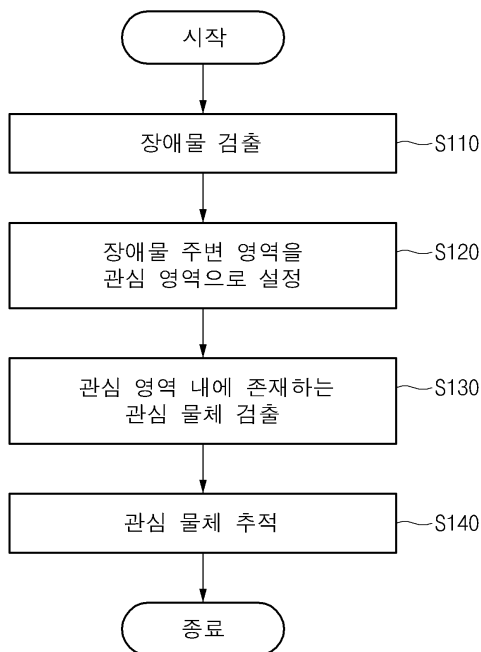 시작
장애물 검출
S110
장애물 주변 영역을
관심 영역으로 설정
S120
관심 영역 내에 존재하는
관심 물체 검출
S130
관심 물체 추적
S140
종료